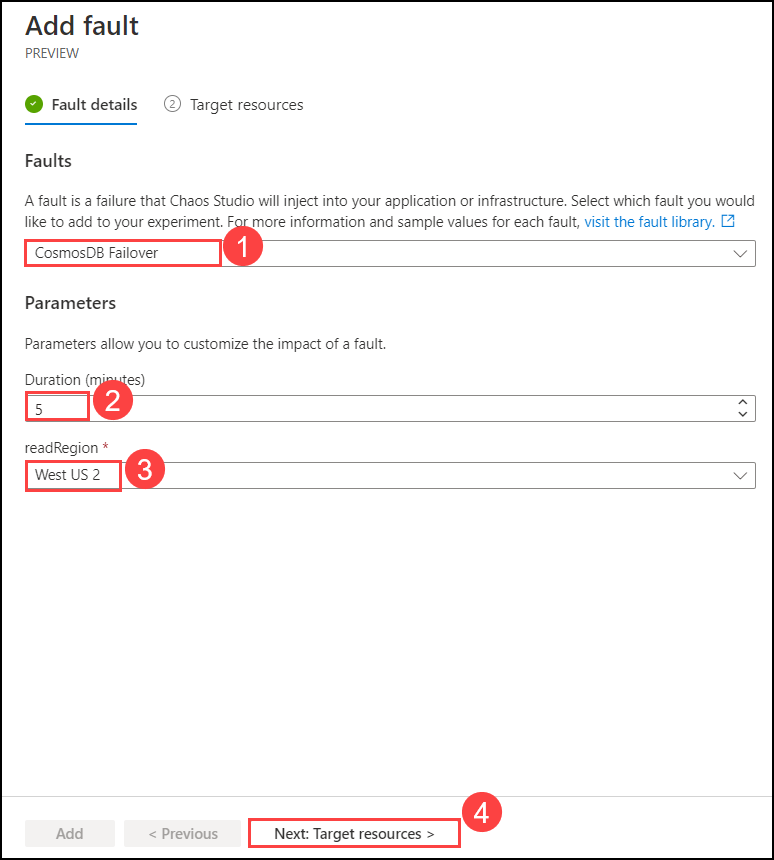 Add fault
PREVIEW
Fault details 2 Target resources
Faults
A fault is a failure that Chaos Studio will inject into your application or infrastructure. Select which fault you would
like to add to your experiment. For more information and sample values for each fault, visit the fault library.
CosmosDB Failover 1
Parameters
Parameters allow you to customize the impact of a fault.
Duration (minutes)
5 2
readRegion *
West US 2 3
Add < Previous Next: Target resources > 4